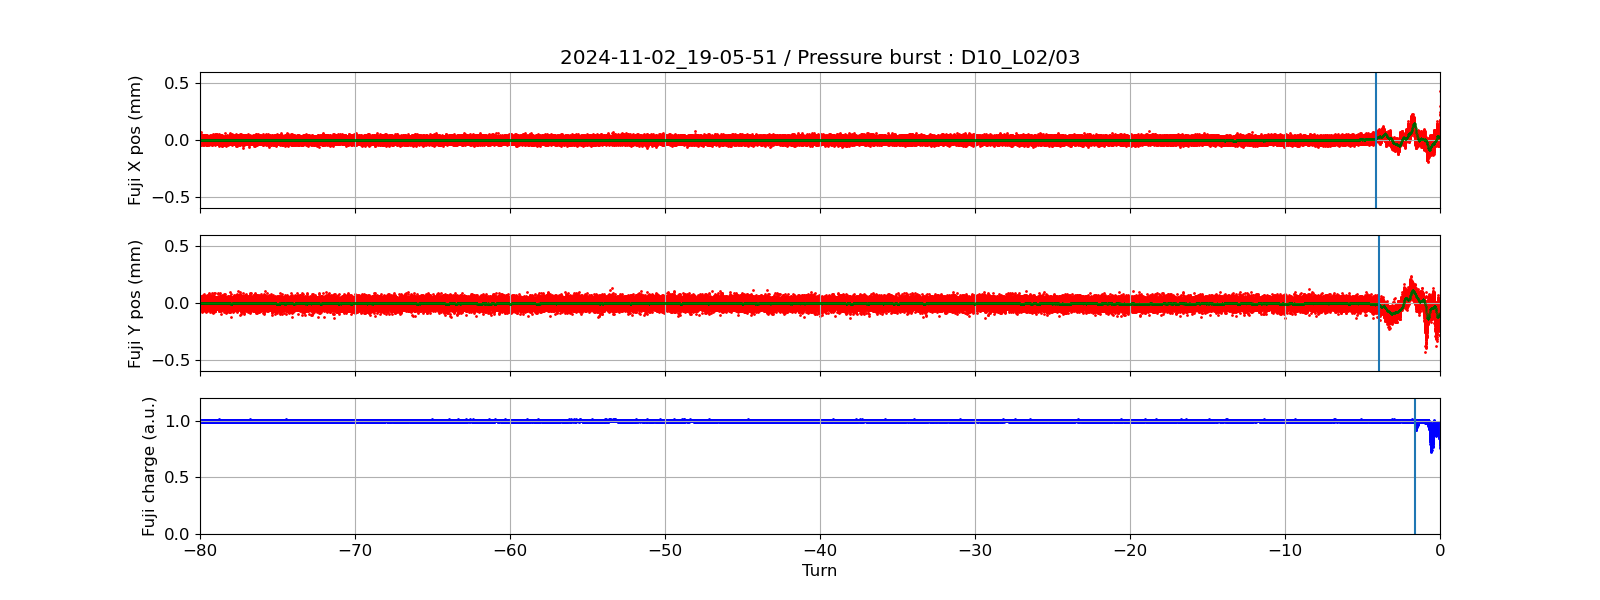 2024-11-02_19-05-51 / Pressure burst : D10_L02/03
Fuji X pos (mm)
0.5
0.0
−0.5
Fuji Y pos (mm)
0.5
0.0
−0.5
Fuji charge (a.u.)
1.0
0.5
0.0
−80 −70 −60 −50 −40 −30 −20 −10 0
Turn